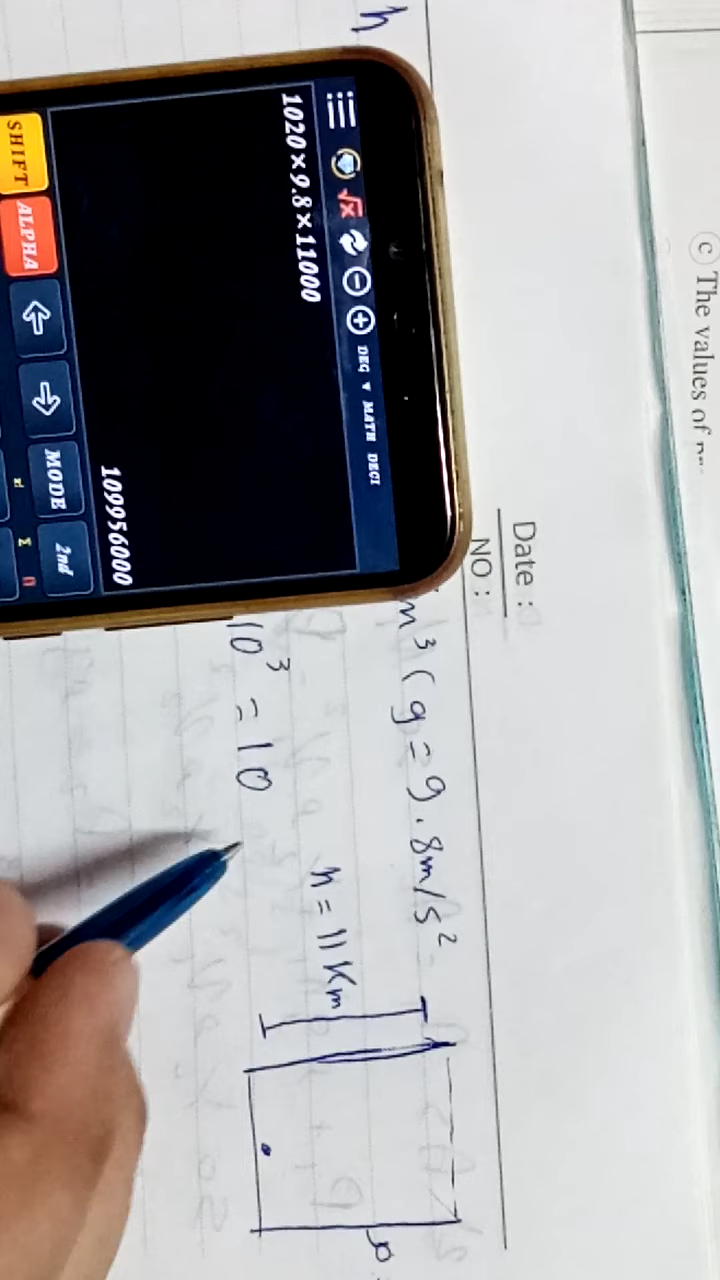 c The values of
Date :
NO :
h
m³ ( g = 9.8m/s²
h = 11 Km
10³ = 10
DEG ▾ MATH DECI
1020×9.8×11000
109956000
SHIFT ALPHA MODE 2nd